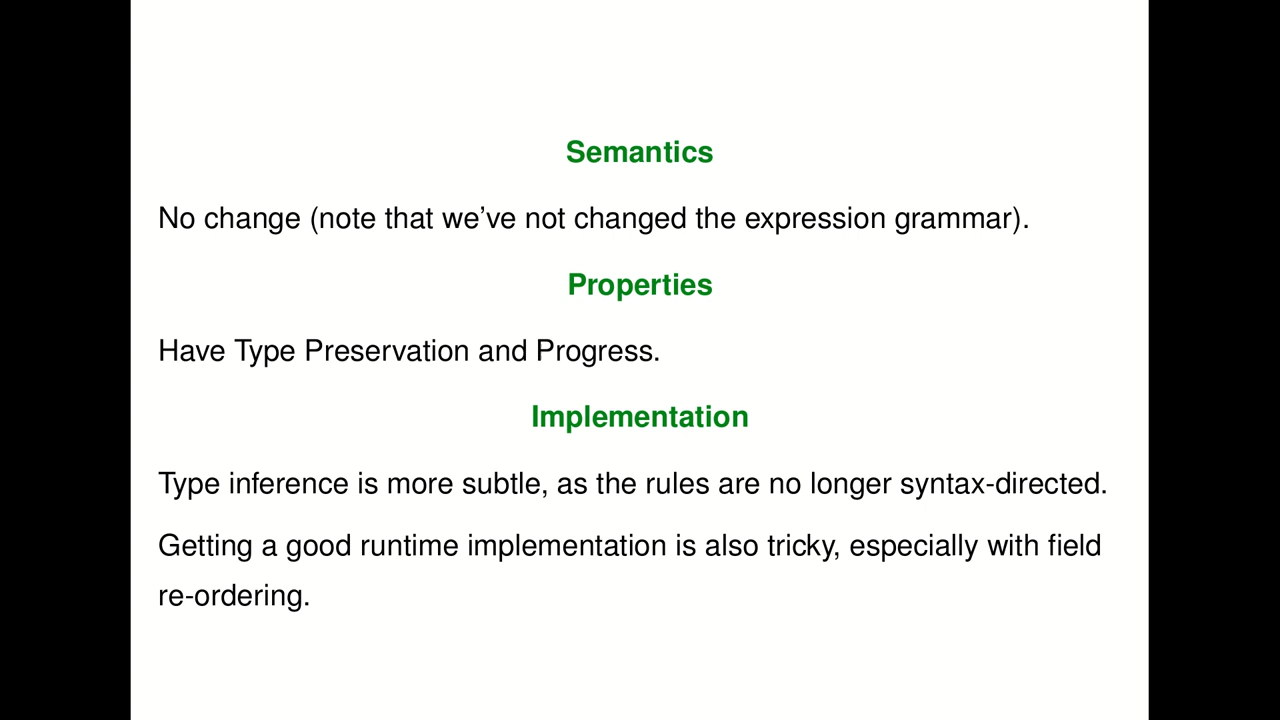 Semantics
No change (note that we've not changed the expression grammar).
Properties
Have Type Preservation and Progress.
Implementation
Type inference is more subtle, as the rules are no longer syntax-directed.
Getting a good runtime implementation is also tricky, especially with field
re-ordering.